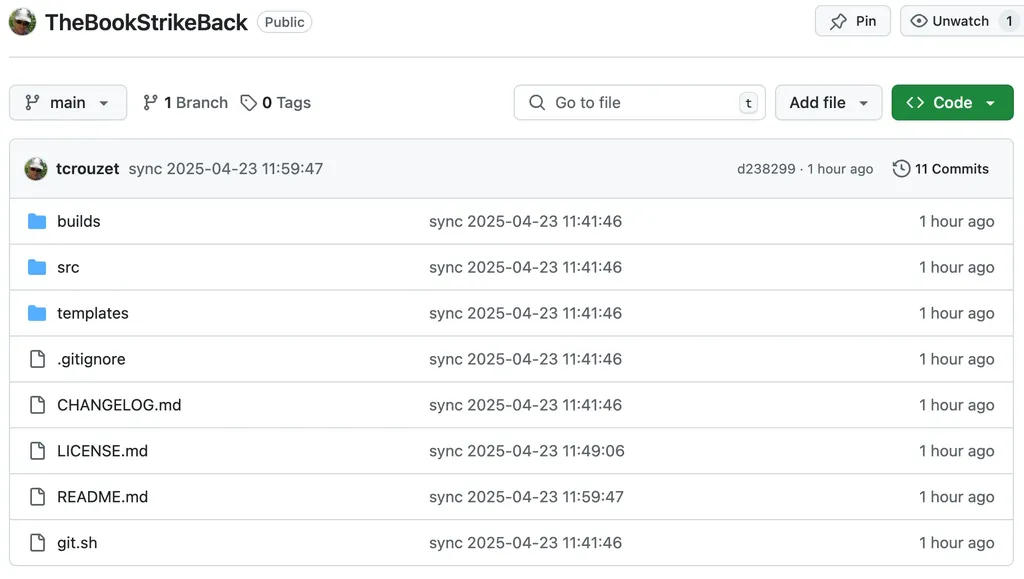 TheBookStrikeBack Public Pin Unwatch 1
main 1 Branch 0 Tags Go to file t Add file Code
tcrouzet sync 2025-04-23 11:59:47 d238299 · 1 hour ago 11 Commits
builds sync 2025-04-23 11:41:46 1 hour ago
src sync 2025-04-23 11:41:46 1 hour ago
templates sync 2025-04-23 11:41:46 1 hour ago
.gitignore sync 2025-04-23 11:41:46 1 hour ago
CHANGELOG.md sync 2025-04-23 11:41:46 1 hour ago
LICENSE.md sync 2025-04-23 11:49:06 1 hour ago
README.md sync 2025-04-23 11:59:47 1 hour ago
git.sh sync 2025-04-23 11:41:46 1 hour ago